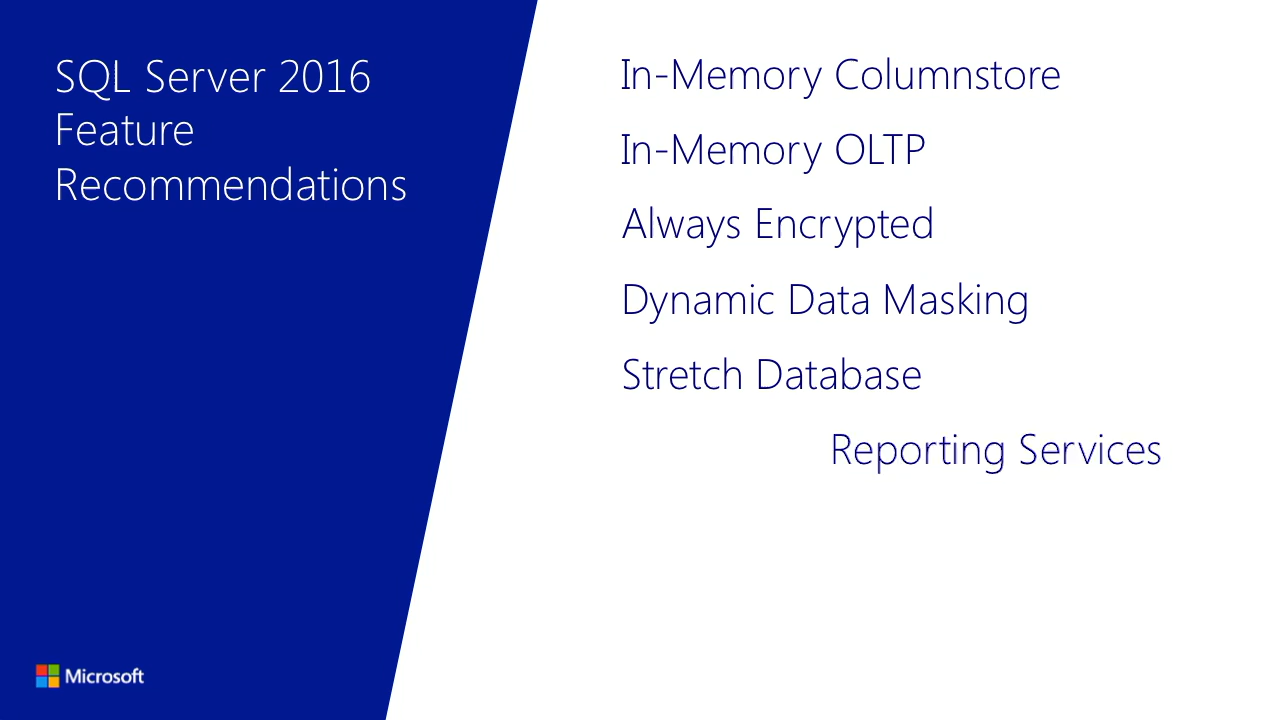 SQL Server 2016
Feature
Recommendations
In-Memory Columnstore
In-Memory OLTP
Always Encrypted
Dynamic Data Masking
Stretch Database
Reporting Services
Microsoft